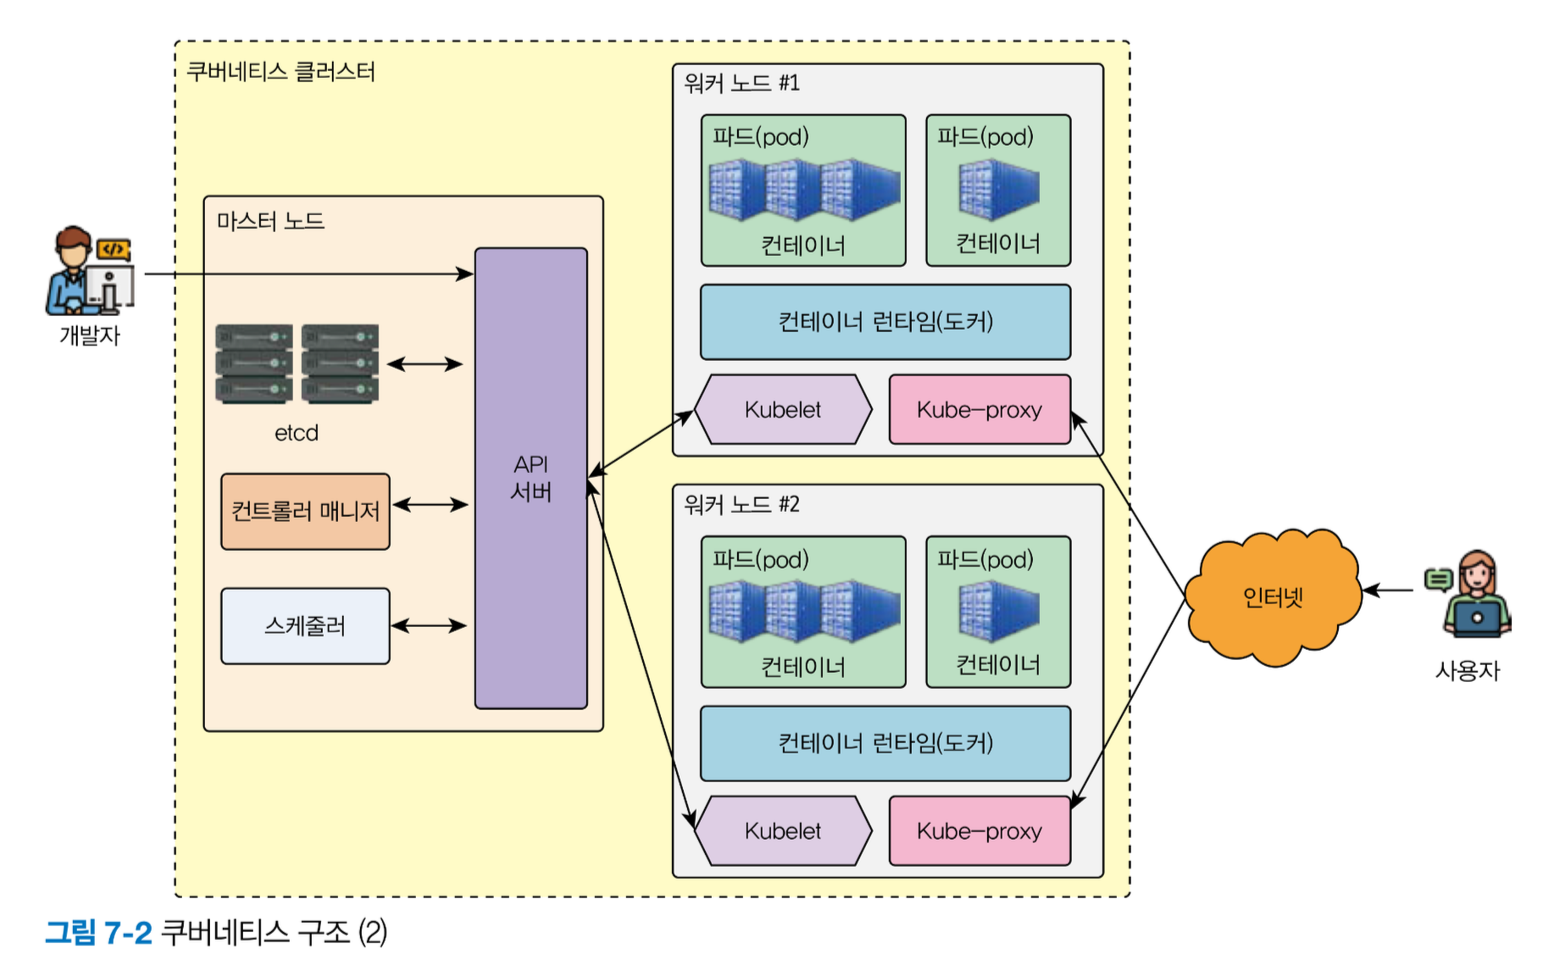 쿠버네티스 클러스터
개발자
마스터 노드
etcd
컨트롤러 매니저
스케줄러
API
서버
워커 노드 #1
파드(pod)
컨테이너
파드(pod)
컨테이너
컨테이너 런타임(도커)
Kubelet
Kube-proxy
워커 노드 #2
파드(pod)
컨테이너
파드(pod)
컨테이너
컨테이너 런타임(도커)
Kubelet
Kube-proxy
인터넷
사용자
그림 7-2 쿠버네티스 구조 (2)